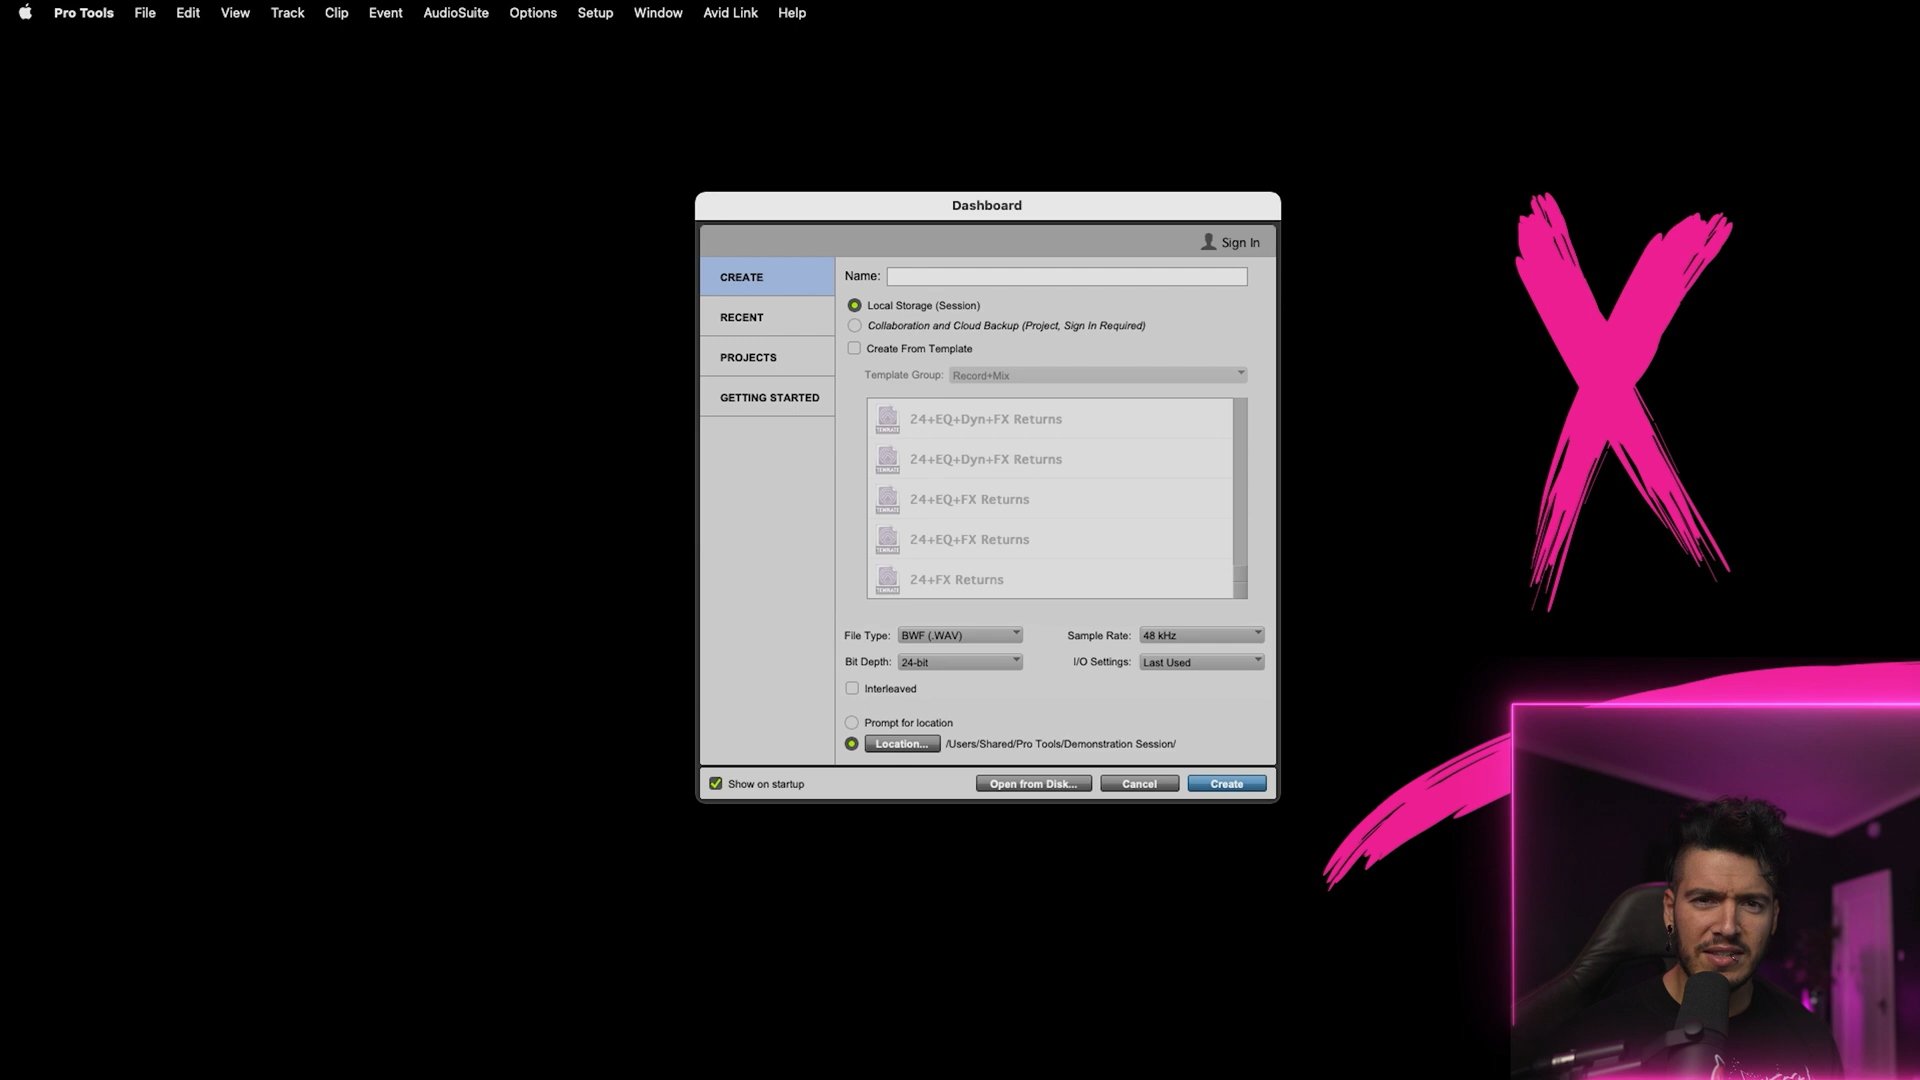 Pro Tools File Edit View Track Clip Event AudioSuite Options Setup Window Avid Link Help
Dashboard
Sign In
CREATE
RECENT
PROJECTS
GETTING STARTED
Name:
Local Storage (Session)
Collaboration and Cloud Backup (Project, Sign In Required)
Create From Template
Template Group: Record+Mix
TEMPLATE 24+EQ+Dyn+FX Returns
TEMPLATE 24+EQ+Dyn+FX Returns
TEMPLATE 24+EQ+FX Returns
TEMPLATE 24+EQ+FX Returns
TEMPLATE 24+FX Returns
File Type: BWF (.WAV) Sample Rate: 48 kHz
Bit Depth: 24-bit I/O Settings: Last Used
Interleaved
Prompt for location
Location... /Users/Shared/Pro Tools/Demonstration Session/
Show on startup Open from Disk... Cancel Create